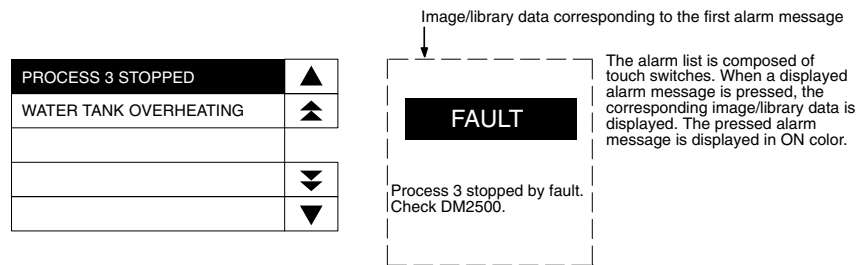 Image/library data corresponding to the first alarm message
PROCESS 3 STOPPED
WATER TANK OVERHEATING
FAULT
Process 3 stopped by fault.
Check DM2500.
The alarm list is composed of
touch switches. When a displayed
alarm message is pressed, the
corresponding image/library data is
displayed. The pressed alarm
message is displayed in ON color.